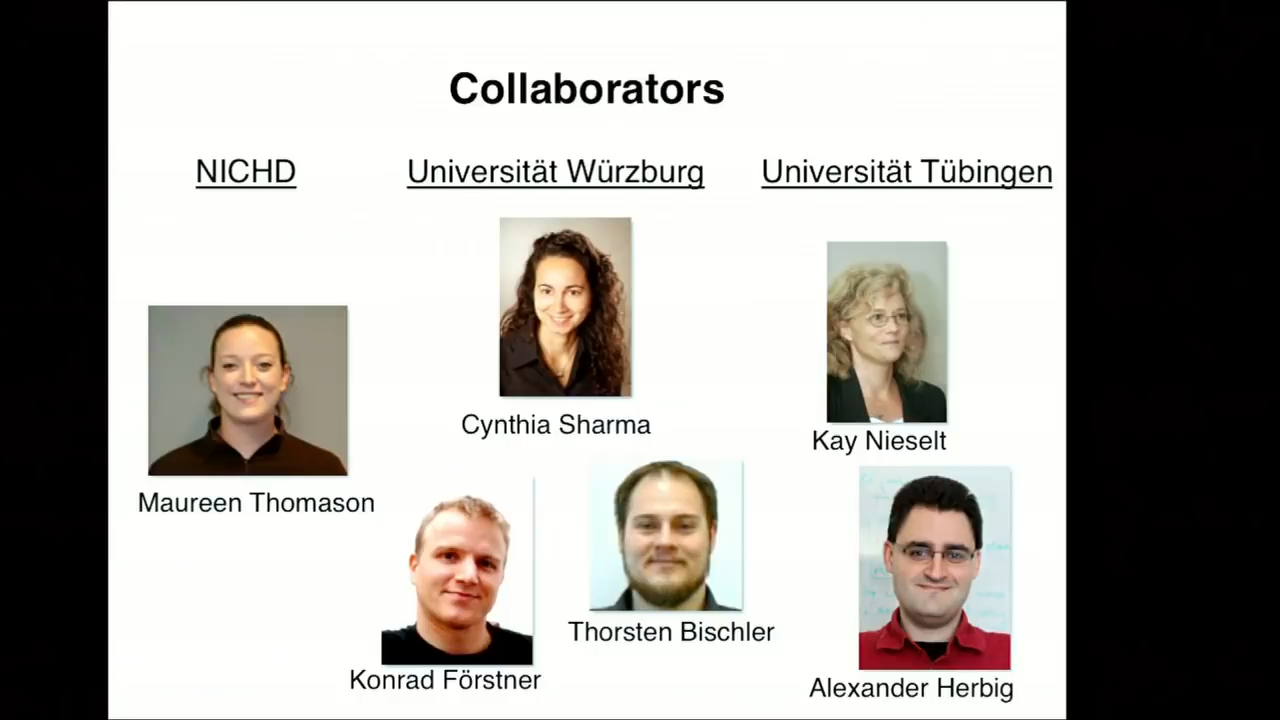 Collaborators
NICHD
Universität Würzburg
Universität Tübingen
Cynthia Sharma
Kay Nieselt
Maureen Thomason
Thorsten Bischler
Konrad Förstner
Alexander Herbig